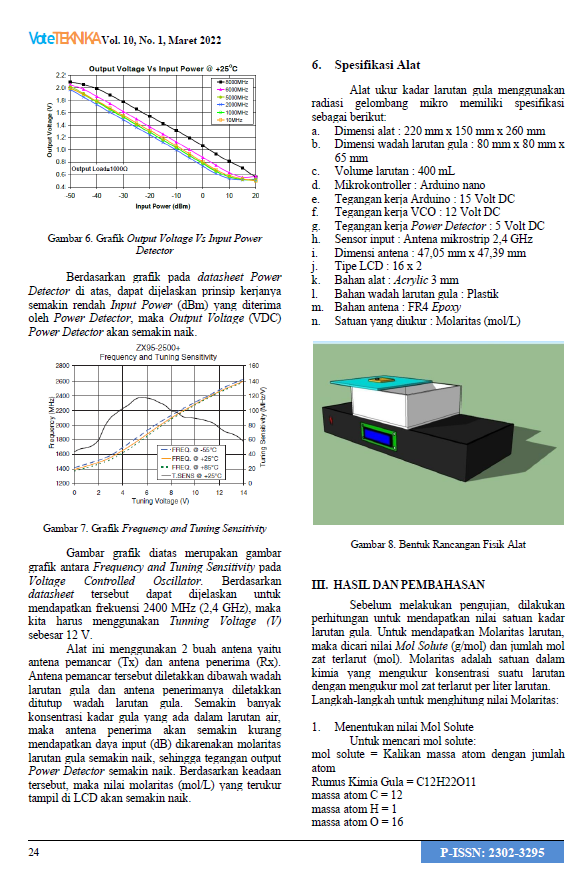 VoteTEKNIKA Vol. 10, No. 1, Maret 2022
Output Voltage Vs Input Power @ +25°C
Output Voltage (V)
2.2
2.0
1.8
1.6
1.4
1.2
1.0
0.8
0.6
0.4
8000MHz
6000MHz
5000MHz
2000MHz
1000MHz
10MHz
Output Load=1000Ω
-50 -40 -30 -20 -10 0 10 20
Input Power (dBm)
Gambar 6. Grafik Output Voltage Vs Input Power
Detector
Berdasarkan grafik pada datasheet Power
Detector di atas, dapat dijelaskan prinsip kerjanya
semakin rendah Input Power (dBm) yang diterima
oleh Power Detector, maka Output Voltage (VDC)
Power Detector akan semakin naik.
ZX95-2500+
Frequency and Tuning Sensitivity
Frequency (MHz)
2800
2600
2400
2200
2000
1800
1600
1400
1200
160
140
120
100
80
60
40
20
0
Tuning Sensitivity (MHz/V)
FREQ. @ -55°C
FREQ. @ +25°C
FREQ. @ +85°C
T.SENS @ +25°C
0 2 4 6 8 10 12 14
Tuning Voltage (V)
Gambar 7. Grafik Frequency and Tuning Sensitivity
Gambar grafik diatas merupakan gambar
grafik antara Frequency and Tuning Sensitivity pada
Voltage Controlled Oscillator. Berdasarkan
datasheet tersebut dapat dijelaskan untuk
mendapatkan frekuensi 2400 MHz (2,4 GHz), maka
kita harus menggunakan Tunning Voltage (V)
sebesar 12 V.
Alat ini menggunakan 2 buah antena yaitu
antena pemancar (Tx) dan antena penerima (Rx).
Antena pemancar tersebut diletakkan dibawah wadah
larutan gula dan antena penerimanya diletakkan
ditutup wadah larutan gula. Semakin banyak
konsentrasi kadar gula yang ada dalam larutan air,
maka antena penerima akan semakin kurang
mendapatkan daya input (dB) dikarenakan molaritas
larutan gula semakin naik, sehingga tegangan output
Power Detector semakin naik. Berdasarkan keadaan
tersebut, maka nilai molaritas (mol/L) yang terukur
tampil di LCD akan semakin naik.
6. Spesifikasi Alat
Alat ukur kadar larutan gula menggunakan
radiasi gelombang mikro memiliki spesifikasi
sebagai berikut:
a. Dimensi alat : 220 mm x 150 mm x 260 mm
b. Dimensi wadah larutan gula : 80 mm x 80 mm x
65 mm
c. Volume larutan : 400 mL
d. Mikrokontroller : Arduino nano
e. Tegangan kerja Arduino : 15 Volt DC
f. Tegangan kerja VCO : 12 Volt DC
g. Tegangan kerja Power Detector : 5 Volt DC
h. Sensor input : Antena mikrostrip 2,4 GHz
i. Dimensi antena : 47,05 mm x 47,39 mm
j. Tipe LCD : 16 x 2
k. Bahan alat : Acrylic 3 mm
l. Bahan wadah larutan gula : Plastik
m. Bahan antena : FR4 Epoxy
n. Satuan yang diukur : Molaritas (mol/L)
Gambar 8. Bentuk Rancangan Fisik Alat
III. HASIL DAN PEMBAHASAN
Sebelum melakukan pengujian, dilakukan
perhitungan untuk mendapatkan nilai satuan kadar
larutan gula. Untuk mendapatkan Molaritas larutan,
maka dicari nilai Mol Solute (g/mol) dan jumlah mol
zat terlarut (mol). Molaritas adalah satuan dalam
kimia yang mengukur konsentrasi suatu larutan
dengan mengukur mol zat terlarut per liter larutan.
Langkah-langkah untuk menghitung nilai Molaritas:
1. Menentukan nilai Mol Solute
Untuk mencari mol solute:
mol solute = Kalikan massa atom dengan jumlah
atom
Rumus Kimia Gula = C12H22O11
massa atom C = 12
massa atom H = 1
massa atom O = 16
24
P-ISSN: 2302-3295